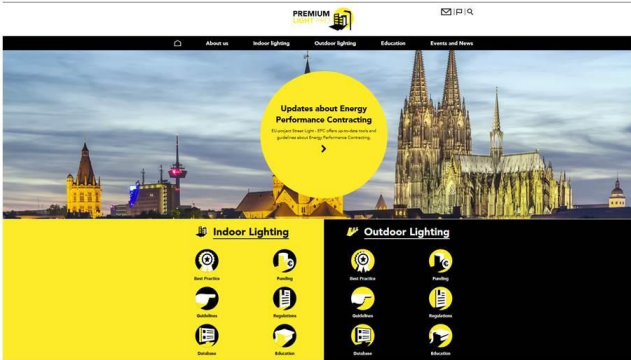 PREMIUM
LIGHT PRO
About us
Indoor lighting
Outdoor lighting
Education
Events and News
Updates about Energy
Performance Contracting
EU-project Street Light - EPC offers up-to-date tools and
guidelines about Energy Performance Contracting.
Indoor Lighting
Best Practice
Funding
Guidelines
Regulations
Database
Education
Outdoor Lighting
Best Practice
Funding
Guidelines
Regulations
Database
Education